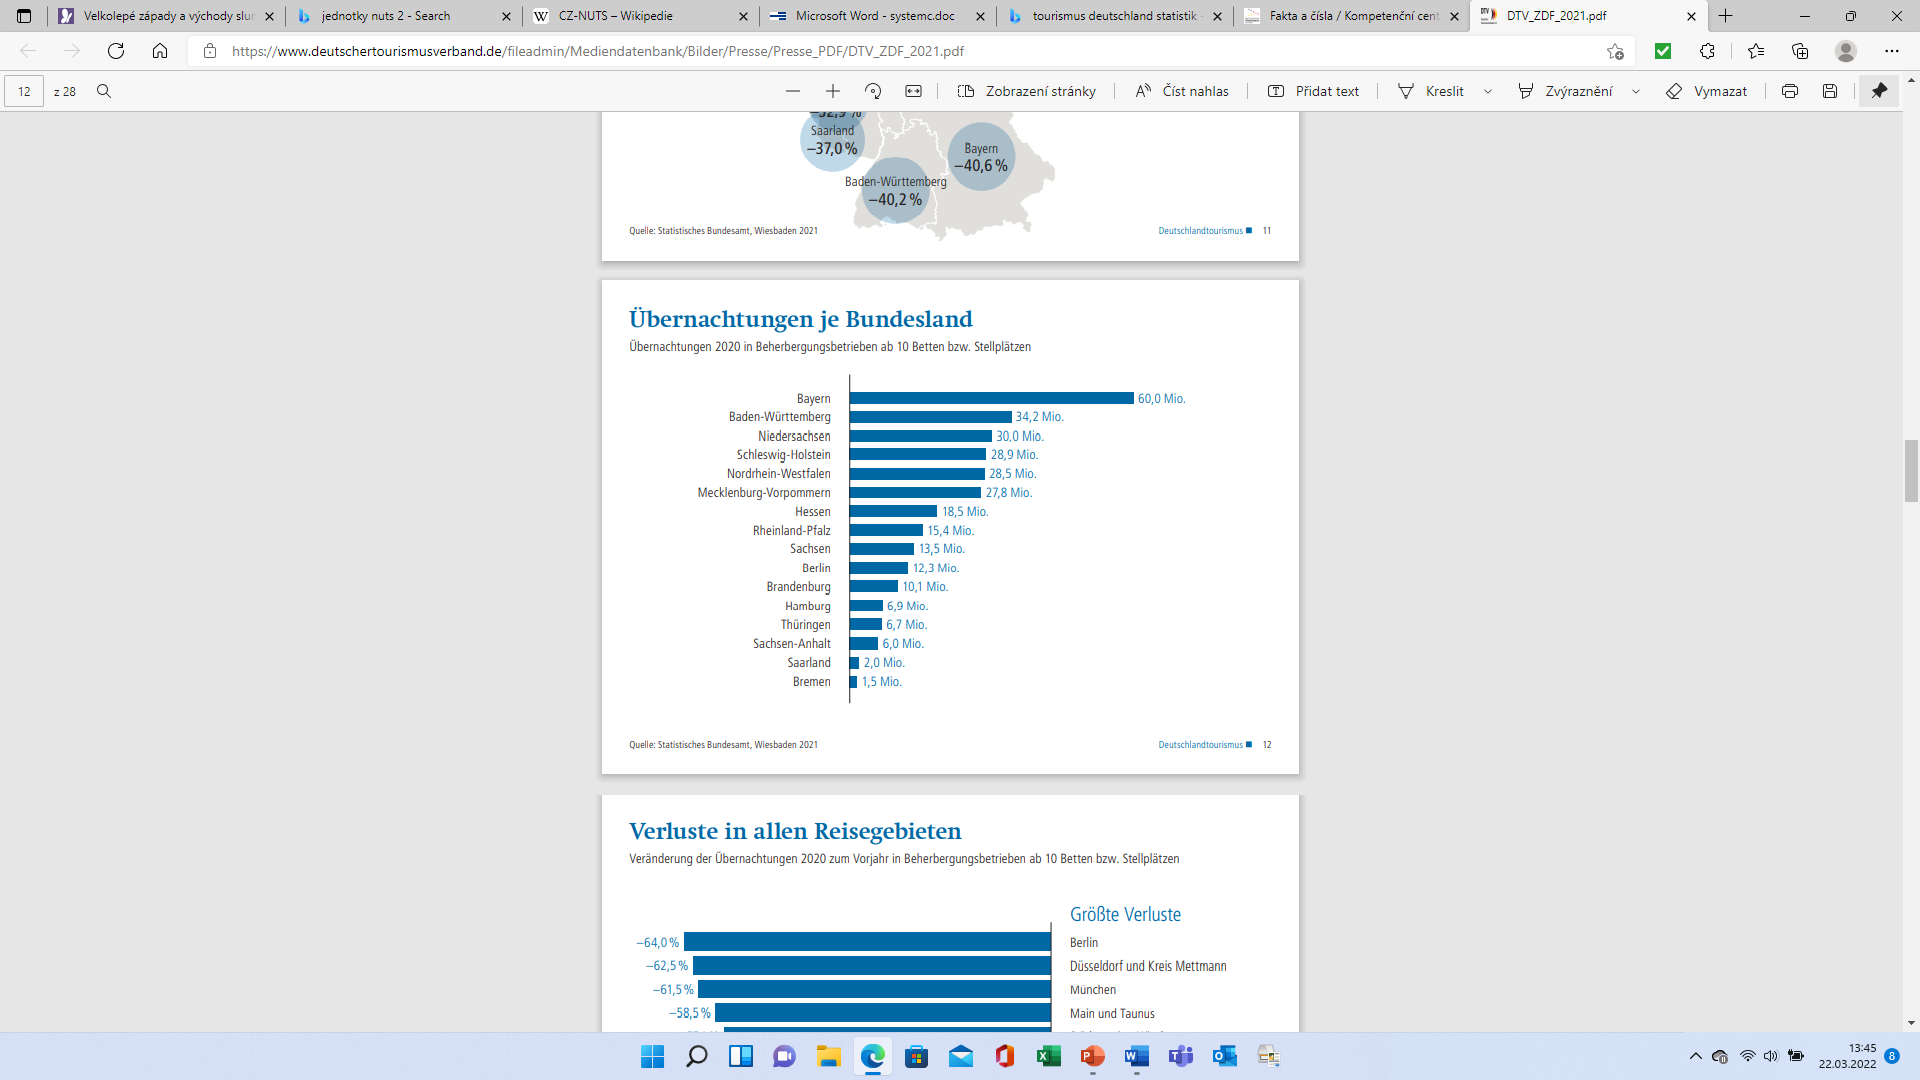 Velkolepé západy a východy slun
jednotky nuts 2 - Search
CZ-NUTS – Wikipedie
Microsoft Word - systemc.doc
tourismus deutschland statistik -
Fakta a čísla / Kompetenční cent
DTV_ZDF_2021.pdf
https://www.deutschertourismusverband.de/fileadmin/Mediendatenbank/Bilder/Presse/Presse_PDF/DTV_ZDF_2021.pdf
12 z 28
Zobrazení stránky
Číst nahlas
Přidat text
Kreslit
Zvýraznění
Vymazat
−32,9 %
Saarland
−37,0 %
Bayern
−40,6 %
Baden-Württemberg
−40,2 %
Quelle: Statistisches Bundesamt, Wiesbaden 2021
Deutschlandtourismus 11
Übernachtungen je Bundesland
Übernachtungen 2020 in Beherbergungsbetrieben ab 10 Betten bzw. Stellplätzen
Bayern 60,0 Mio.
Baden-Württemberg 34,2 Mio.
Niedersachsen 30,0 Mio.
Schleswig-Holstein 28,9 Mio.
Nordrhein-Westfalen 28,5 Mio.
Mecklenburg-Vorpommern 27,8 Mio.
Hessen 18,5 Mio.
Rheinland-Pfalz 15,4 Mio.
Sachsen 13,5 Mio.
Berlin 12,3 Mio.
Brandenburg 10,1 Mio.
Hamburg 6,9 Mio.
Thüringen 6,7 Mio.
Sachsen-Anhalt 6,0 Mio.
Saarland 2,0 Mio.
Bremen 1,5 Mio.
Quelle: Statistisches Bundesamt, Wiesbaden 2021
Deutschlandtourismus 12
Verluste in allen Reisegebieten
Veränderung der Übernachtungen 2020 zum Vorjahr in Beherbergungsbetrieben ab 10 Betten bzw. Stellplätzen
Größte Verluste
−64,0 % Berlin
−62,5 % Düsseldorf und Kreis Mettmann
−61,5 % München
−58,5 % Main und Taunus
13:45
22.03.2022
8